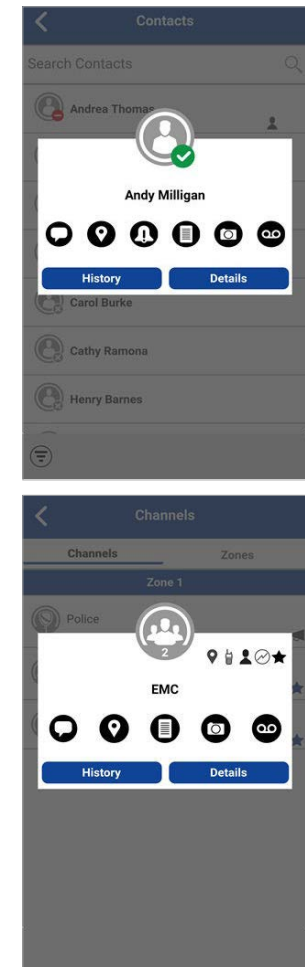 Contacts
Search Contacts
Andrea Thomas
Andy Milligan
History Details
Carol Burke
Cathy Ramona
Henry Barnes
Channels
Channels Zones
Zone 1
Police
2
EMC
History Details